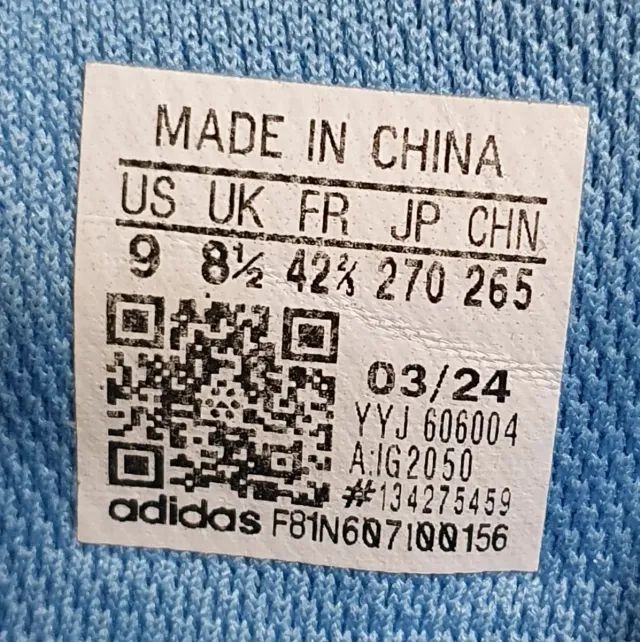 MADE IN CHINA
US UK FR JP CHN
9 8½ 42⅔ 270 265
03/24
YYJ 606004
A:IG2050
#134275459
adidas F81N607100156